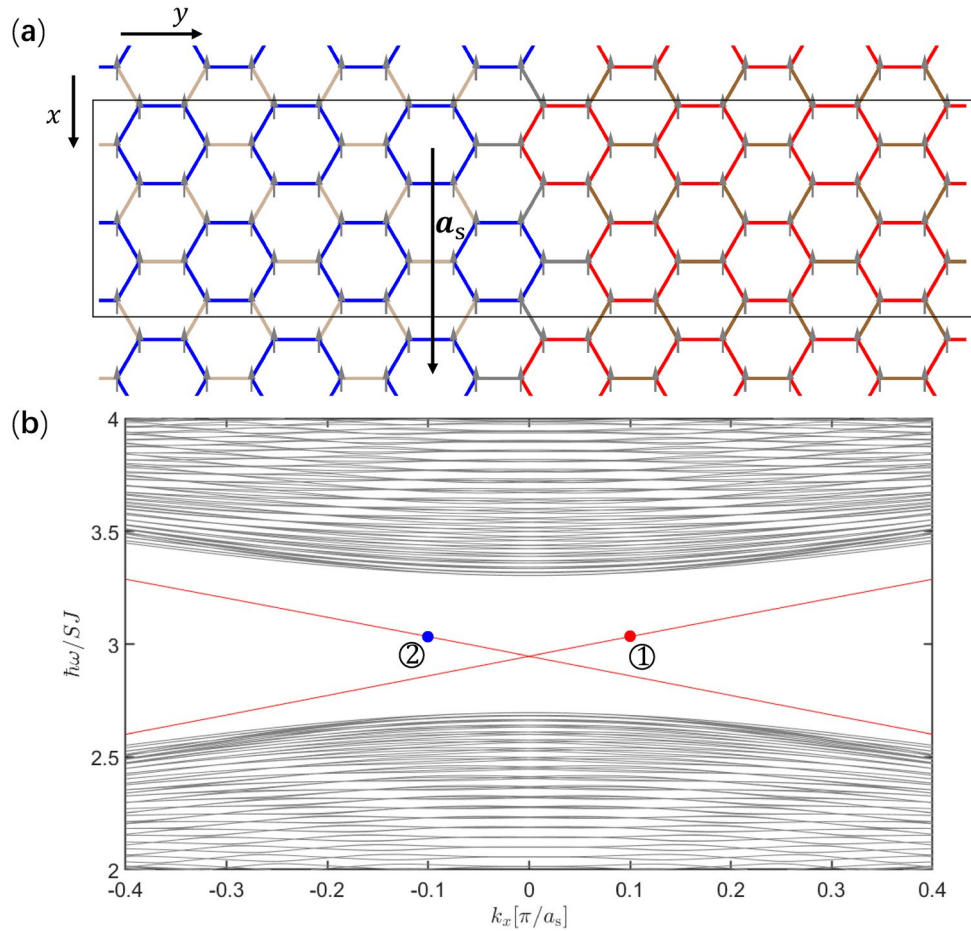 (a)
y
x
a_s
(b)
4
3.5
3
2.5
2
ħω/SJ
② ①
-0.4 -0.3 -0.2 -0.1 0 0.1 0.2 0.3 0.4
k_x[π/a_s]